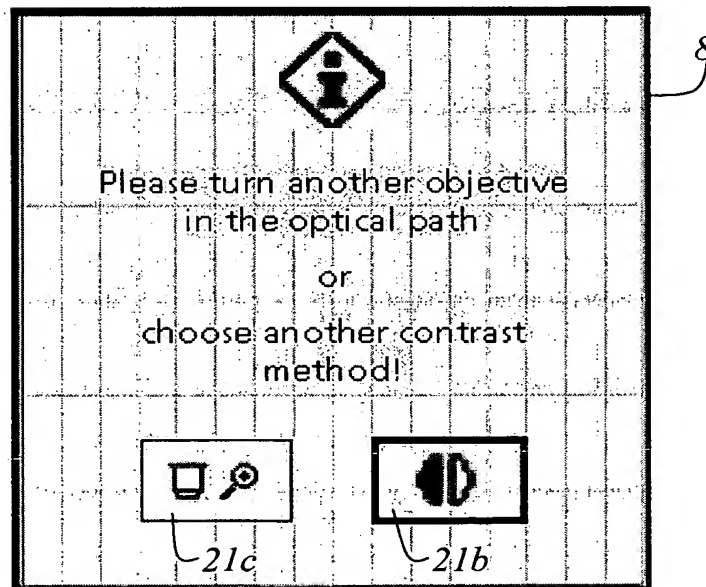 8
Please turn another objective
in the optical path
or
choose another contrast
method!
21c
21b